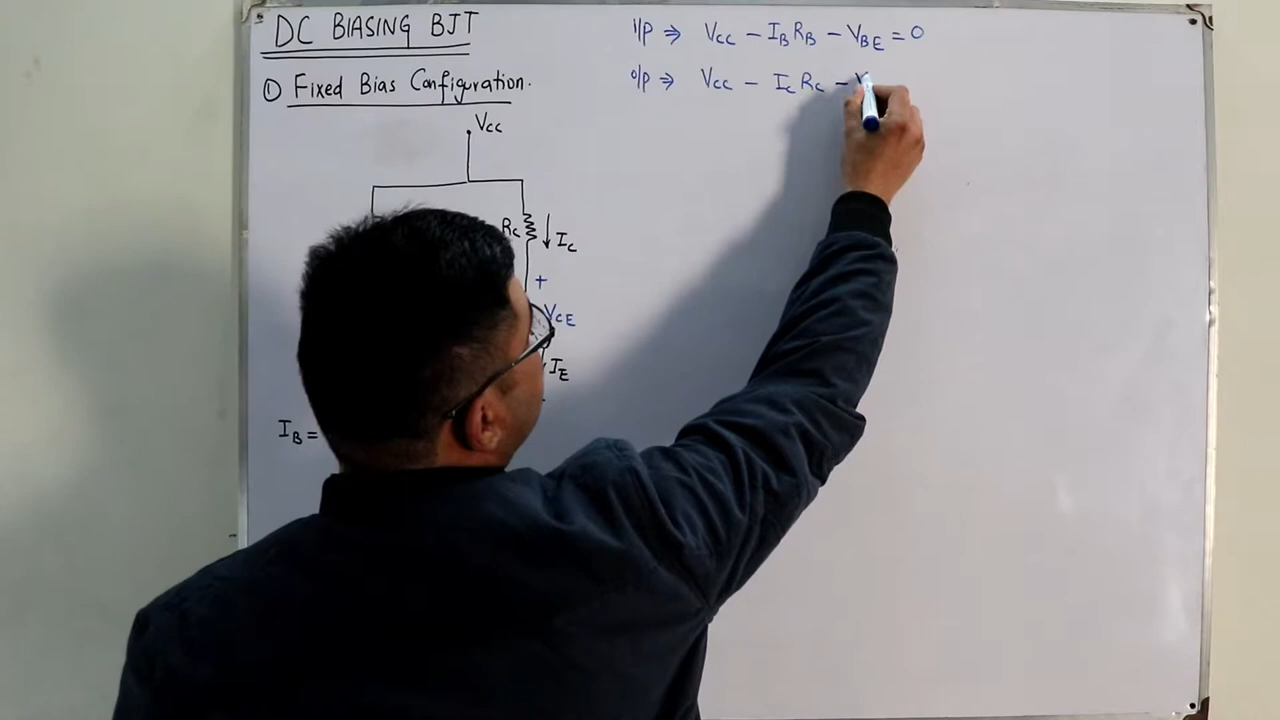 DC BIASING BJT
① Fixed Bias Configuration.
Vcc
Rc
Ic
+
VCE
IE
IB =
I/P ⇒ Vcc - IB RB - VBE = 0
O/P ⇒ Vcc - Ic Rc - V